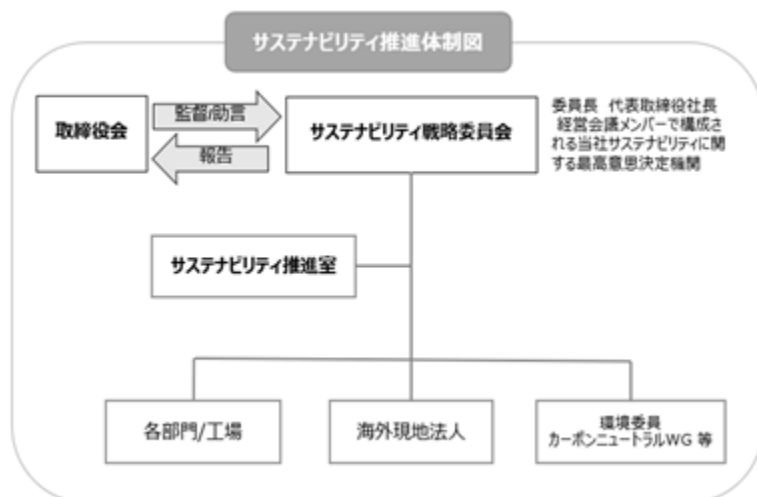 サステナビリティ推進体制図
取締役会
監督/助言
報告
サステナビリティ戦略委員会
委員長 代表取締役社長
経営会議メンバーで構成さ
れる当社サステナビリティに関
する最高意思決定機関
サステナビリティ推進室
各部門/工場
海外現地法人
環境委員
カーボンニュートラルWG 等